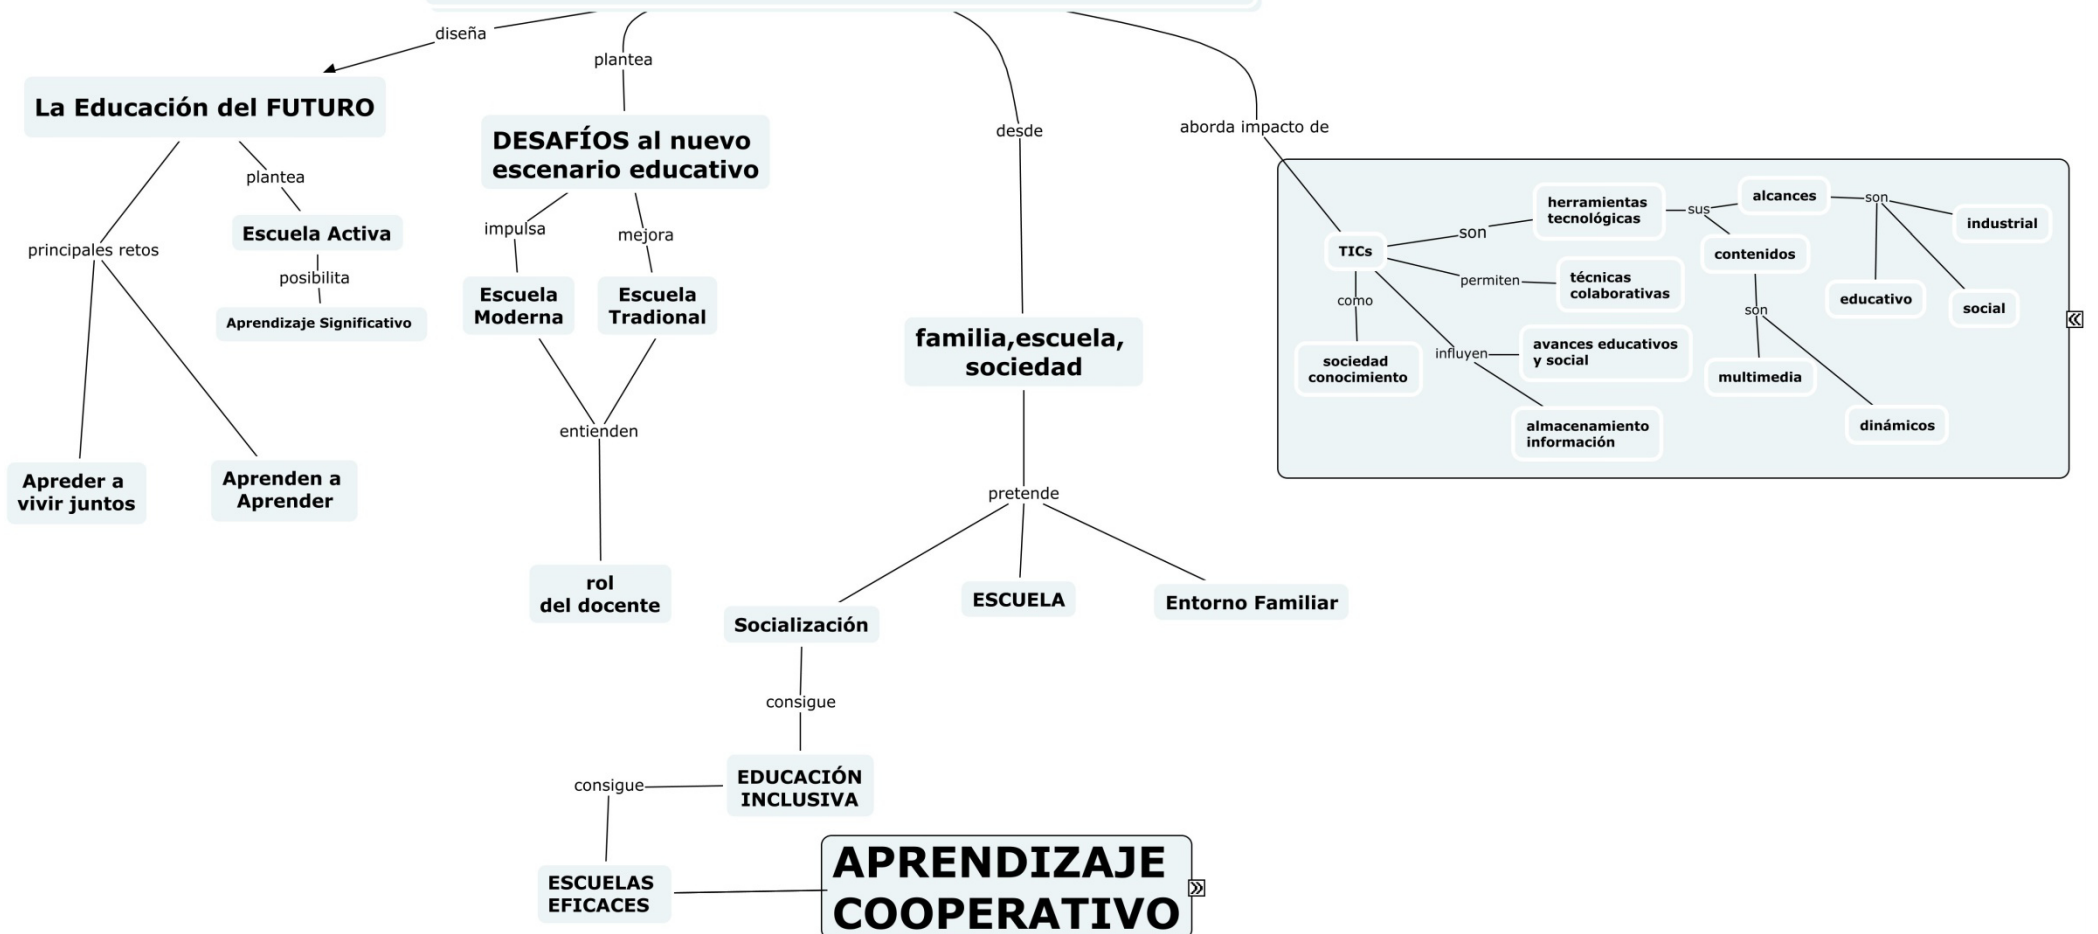 diseña
plantea
desde
aborda impacto de
La Educación del FUTURO
DESAFÍOS al nuevo
escenario educativo
principales retos
plantea
Escuela Activa
posibilita
Aprendizaje Significativo
Apreder a
vivir juntos
Aprenden a
Aprender
impulsa
mejora
Escuela
Moderna
Escuela
Tradional
entienden
rol
del docente
familia,escuela,
sociedad
pretende
Socialización
ESCUELA
Entorno Familiar
consigue
EDUCACIÓN
INCLUSIVA
consigue
ESCUELAS
EFICACES
APRENDIZAJE
COOPERATIVO
TICs
son
herramientas
tecnológicas
sus
alcances
son
industrial
educativo
social
contenidos
son
multimedia
dinámicos
permiten
técnicas
colaborativas
como
sociedad
conocimiento
influyen
avances educativos
y social
almacenamiento
información